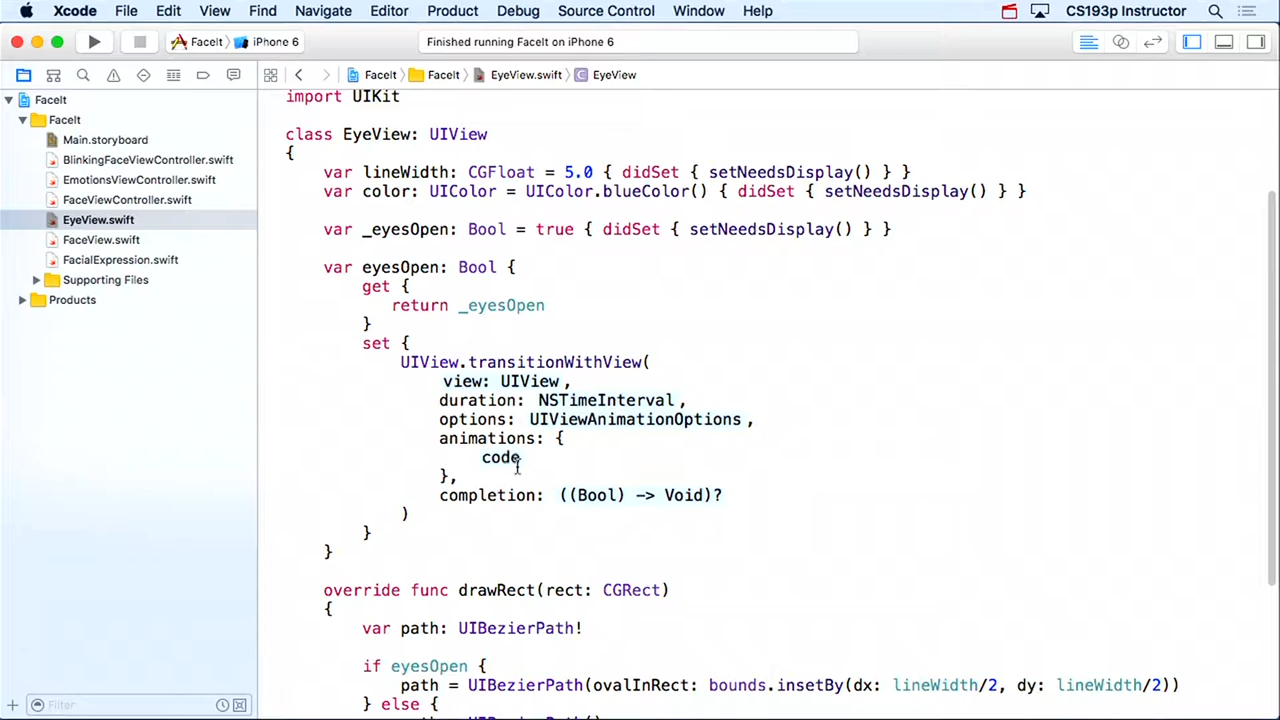 Xcode File Edit View Find Navigate Editor Product Debug Source Control Window Help CS193p Instructor
FaceIt iPhone 6 Finished running FaceIt on iPhone 6
FaceIt FaceIt EyeView.swift C EyeView
FaceIt
FaceIt
Main.storyboard
BlinkingFaceViewController.swift
EmotionsViewController.swift
FaceViewController.swift
EyeView.swift
FaceView.swift
FacialExpression.swift
Supporting Files
Products
Filter
import UIKit
class EyeView: UIView
{
var lineWidth: CGFloat = 5.0 { didSet { setNeedsDisplay() } }
var color: UIColor = UIColor.blueColor() { didSet { setNeedsDisplay() } }
var _eyesOpen: Bool = true { didSet { setNeedsDisplay() } }
var eyesOpen: Bool {
get {
return _eyesOpen
}
set {
UIView.transitionWithView(
view: UIView,
duration: NSTimeInterval,
options: UIViewAnimationOptions,
animations: {
code
},
completion: ((Bool) -> Void)?
)
}
}
override func drawRect(rect: CGRect)
{
var path: UIBezierPath!
if eyesOpen {
path = UIBezierPath(ovalInRect: bounds.insetBy(dx: lineWidth/2, dy: lineWidth/2))
} else {